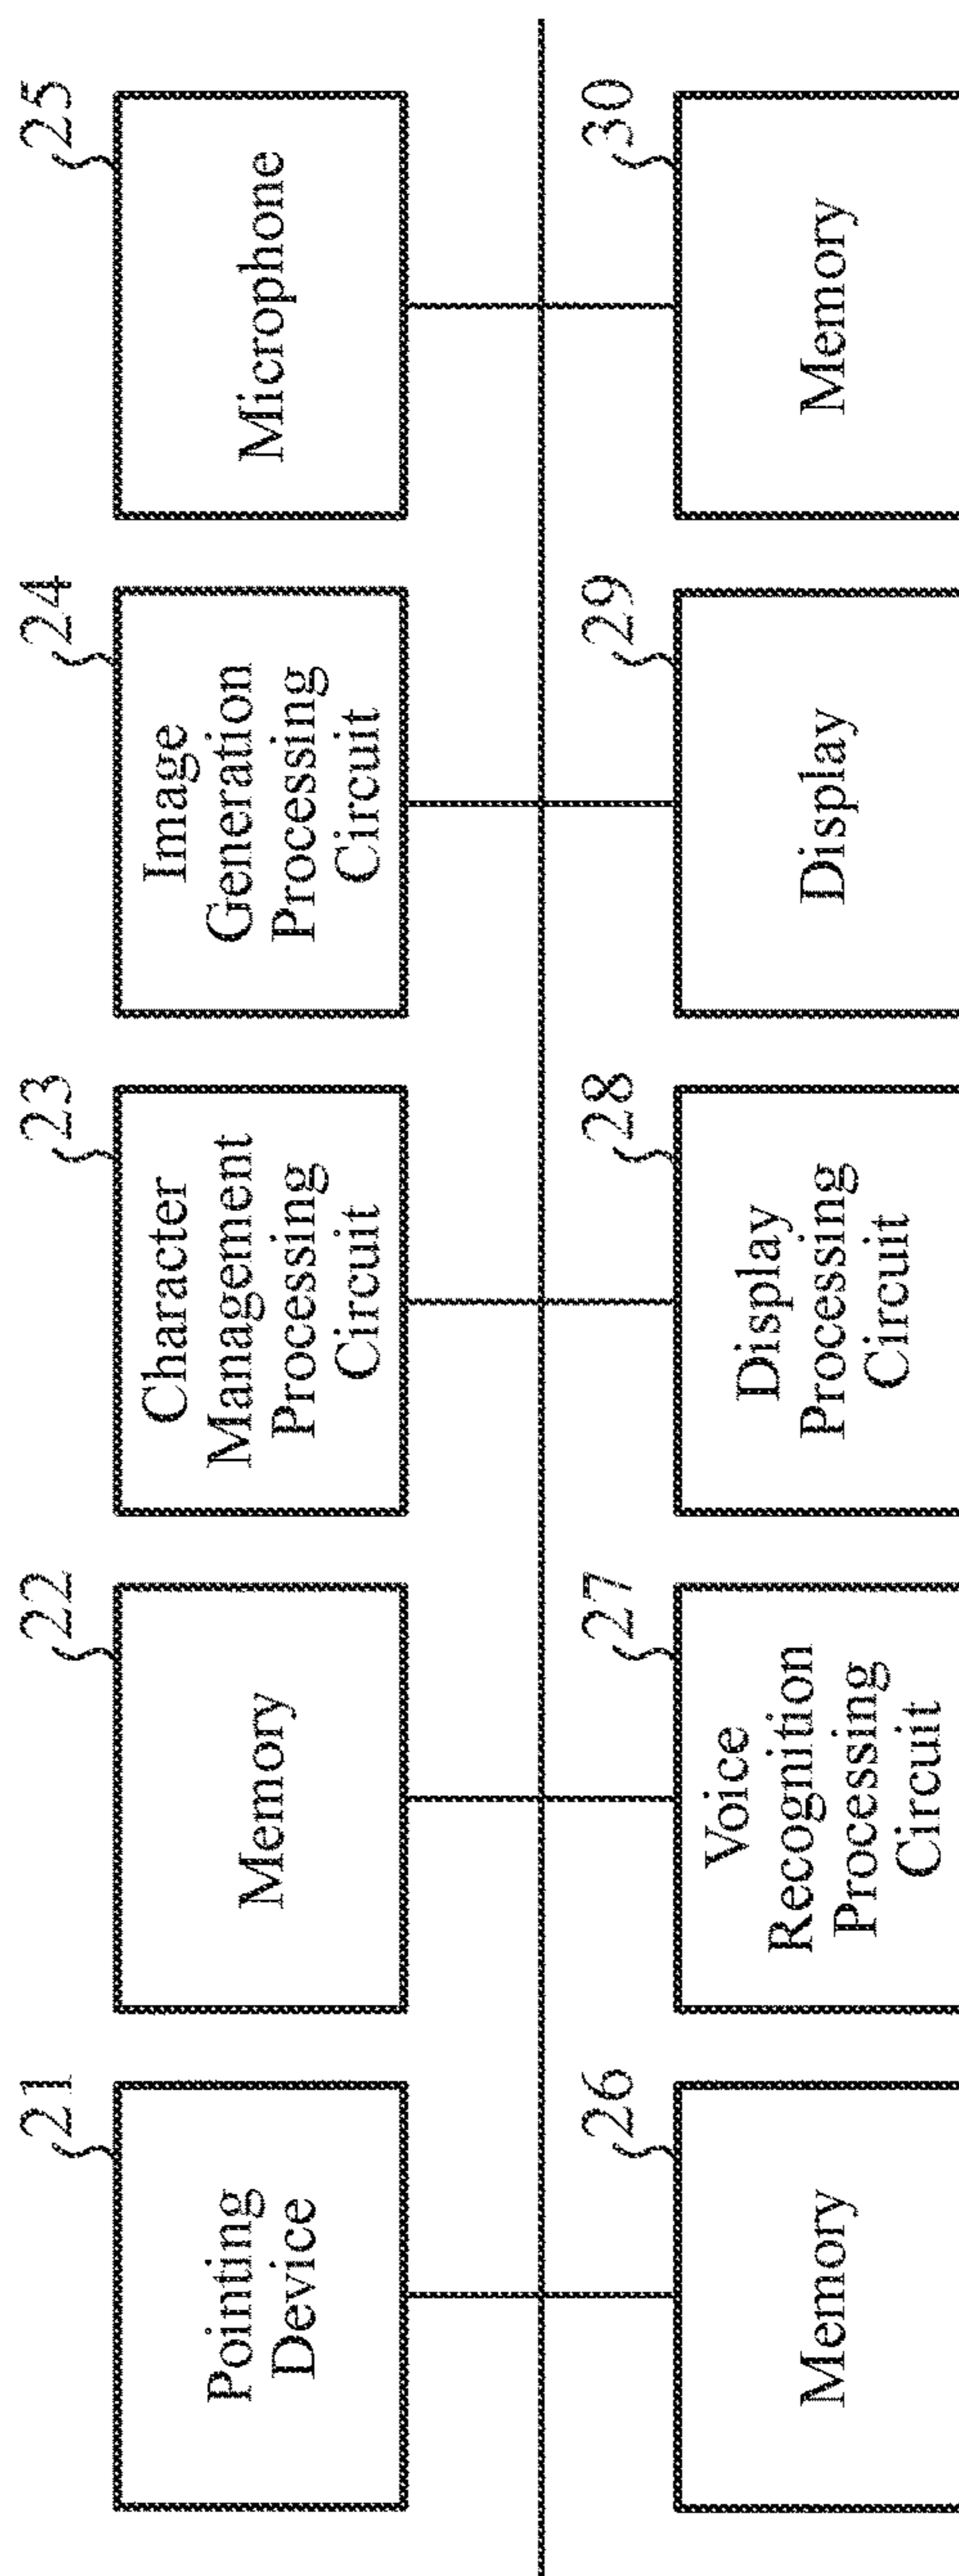 21
Pointing
Device
22
Memory
23
Character
Management
Processing
Circuit
24
Image
Generation
Processing
Circuit
25
Microphone
26
Memory
27
Voice
Recognition
Processing
Circuit
28
Display
Processing
Circuit
29
Display
30
Memory